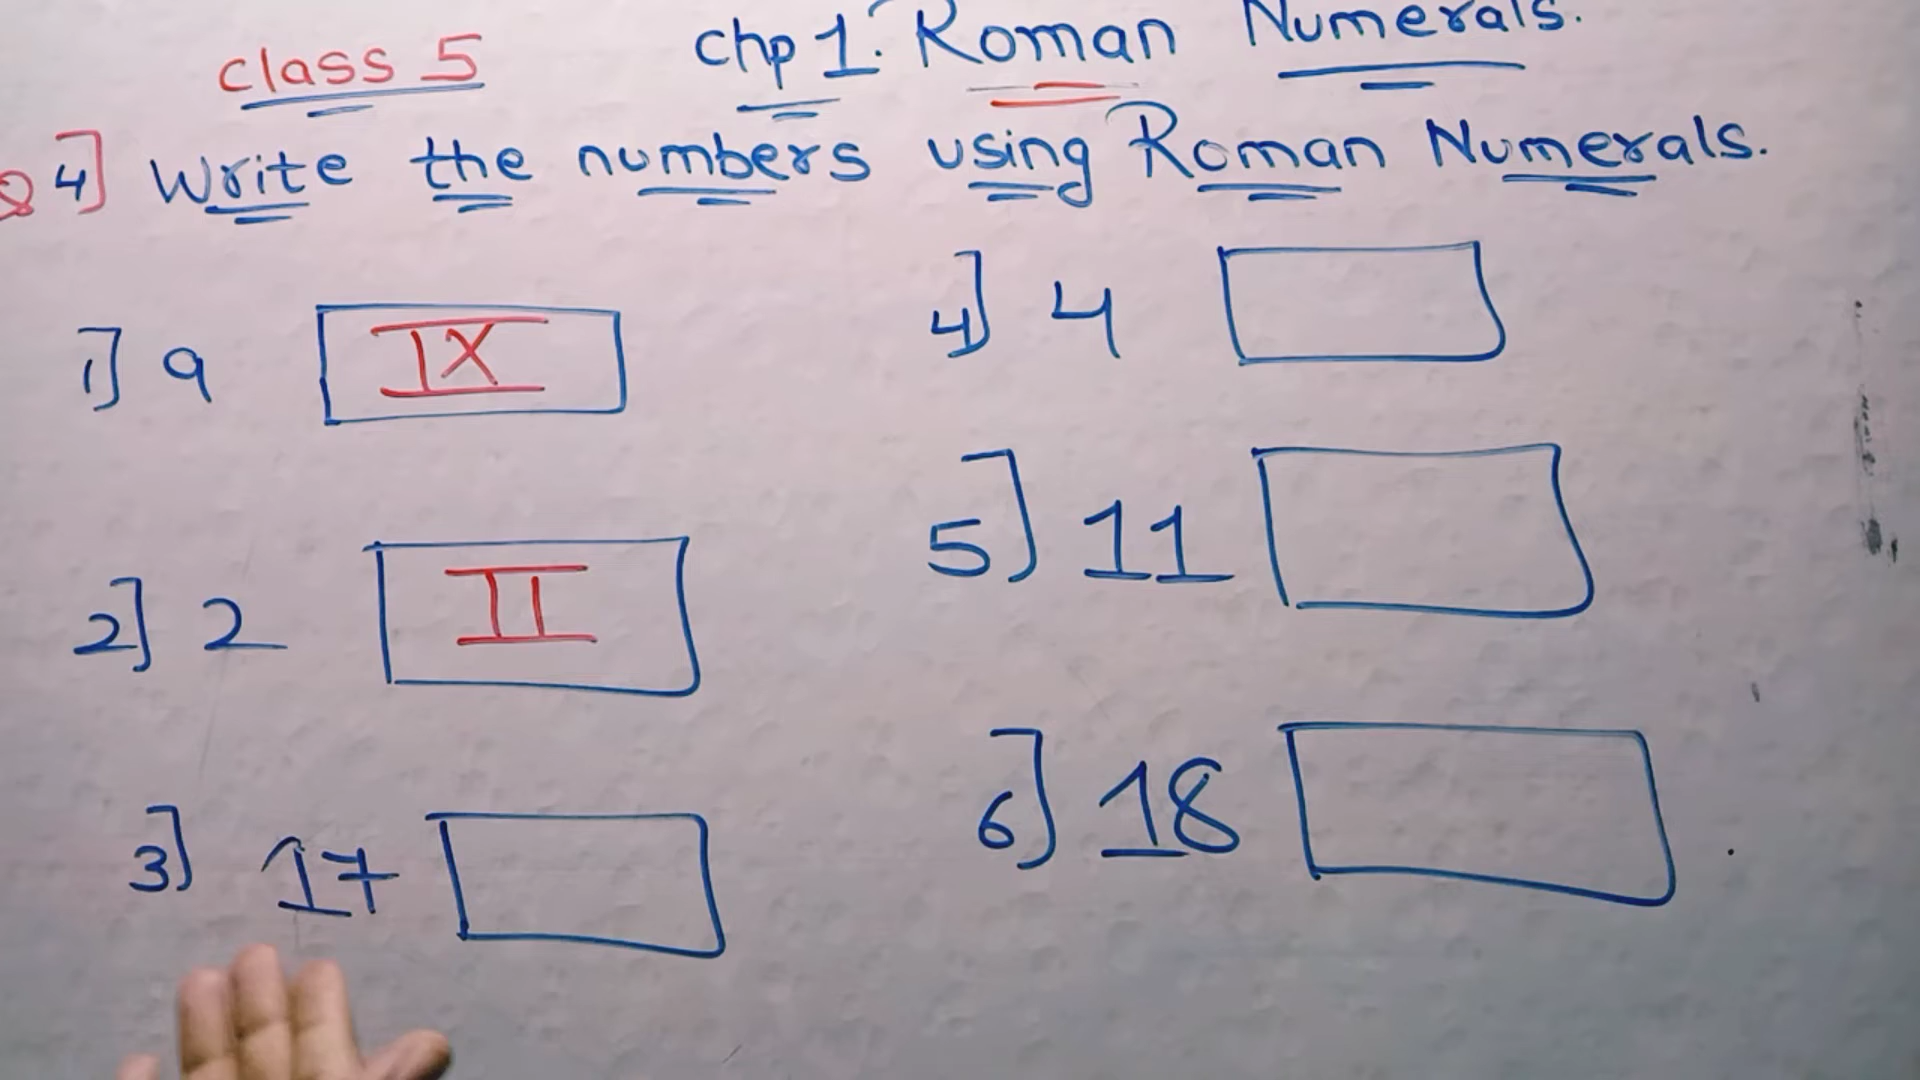 class 5 chp 1. Roman Numerals.
Q 4] Write the numbers using Roman Numerals.
1] 9 IX
2] 2 II
3] 17
4] 4
5] 11
6] 18